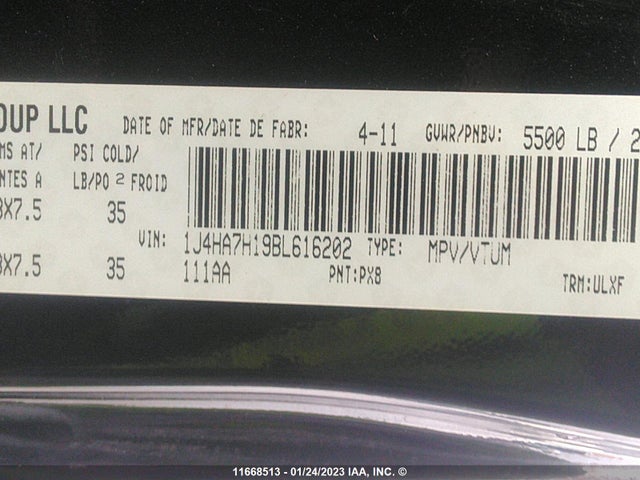 OUP LLC DATE OF MFR/DATE DE FABR: 4-11 GVWR/PNBV: 5500 LB / 2
MS AT/ PSI COLD/
NTES A LB/PO 2 FROID
X7.5 35
VIN: 1J4HA7H19BL616202 TYPE: MPV/VTUM
X7.5 35 111AA PNT:PX8 TRM:ULXF
11668513 - 01/24/2023 IAA, INC. ©